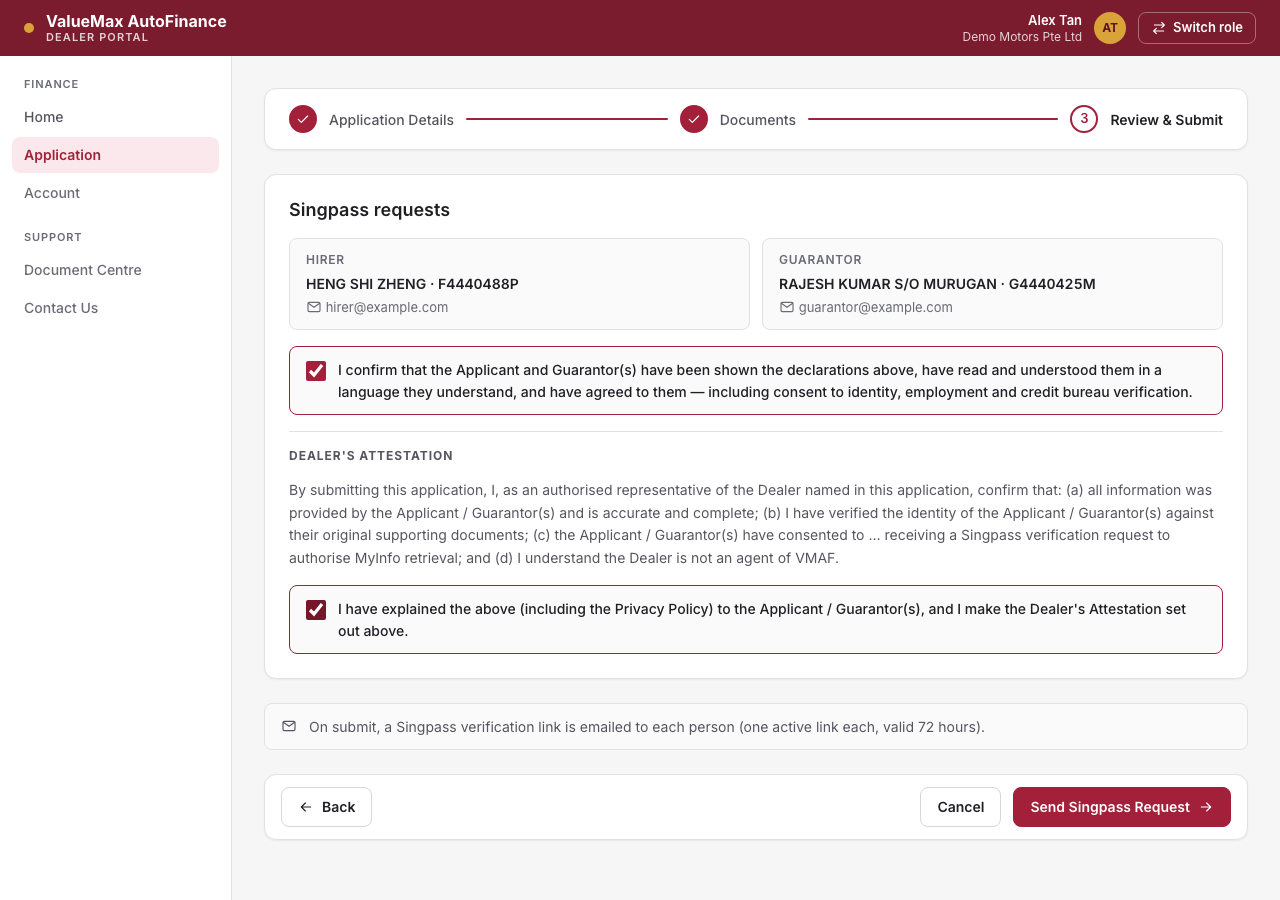 ValueMax AutoFinance
DEALER PORTAL
Alex Tan
Demo Motors Pte Ltd
AT
Switch role
FINANCE
Home
Application
Account
SUPPORT
Document Centre
Contact Us
Application Details
Documents
3
Review & Submit
Singpass requests
HIRER
HENG SHI ZHENG · F4440488P
hirer@example.com
GUARANTOR
RAJESH KUMAR S/O MURUGAN · G4440425M
guarantor@example.com
I confirm that the Applicant and Guarantor(s) have been shown the declarations above, have read and understood them in a
language they understand, and have agreed to them — including consent to identity, employment and credit bureau verification.
DEALER'S ATTESTATION
By submitting this application, I, as an authorised representative of the Dealer named in this application, confirm that: (a) all information was
provided by the Applicant / Guarantor(s) and is accurate and complete; (b) I have verified the identity of the Applicant / Guarantor(s) against
their original supporting documents; (c) the Applicant / Guarantor(s) have consented to ... receiving a Singpass verification request to
authorise MyInfo retrieval; and (d) I understand the Dealer is not an agent of VMAF.
I have explained the above (including the Privacy Policy) to the Applicant / Guarantor(s), and I make the Dealer's Attestation set
out above.
On submit, a Singpass verification link is emailed to each person (one active link each, valid 72 hours).
Back
Cancel
Send Singpass Request